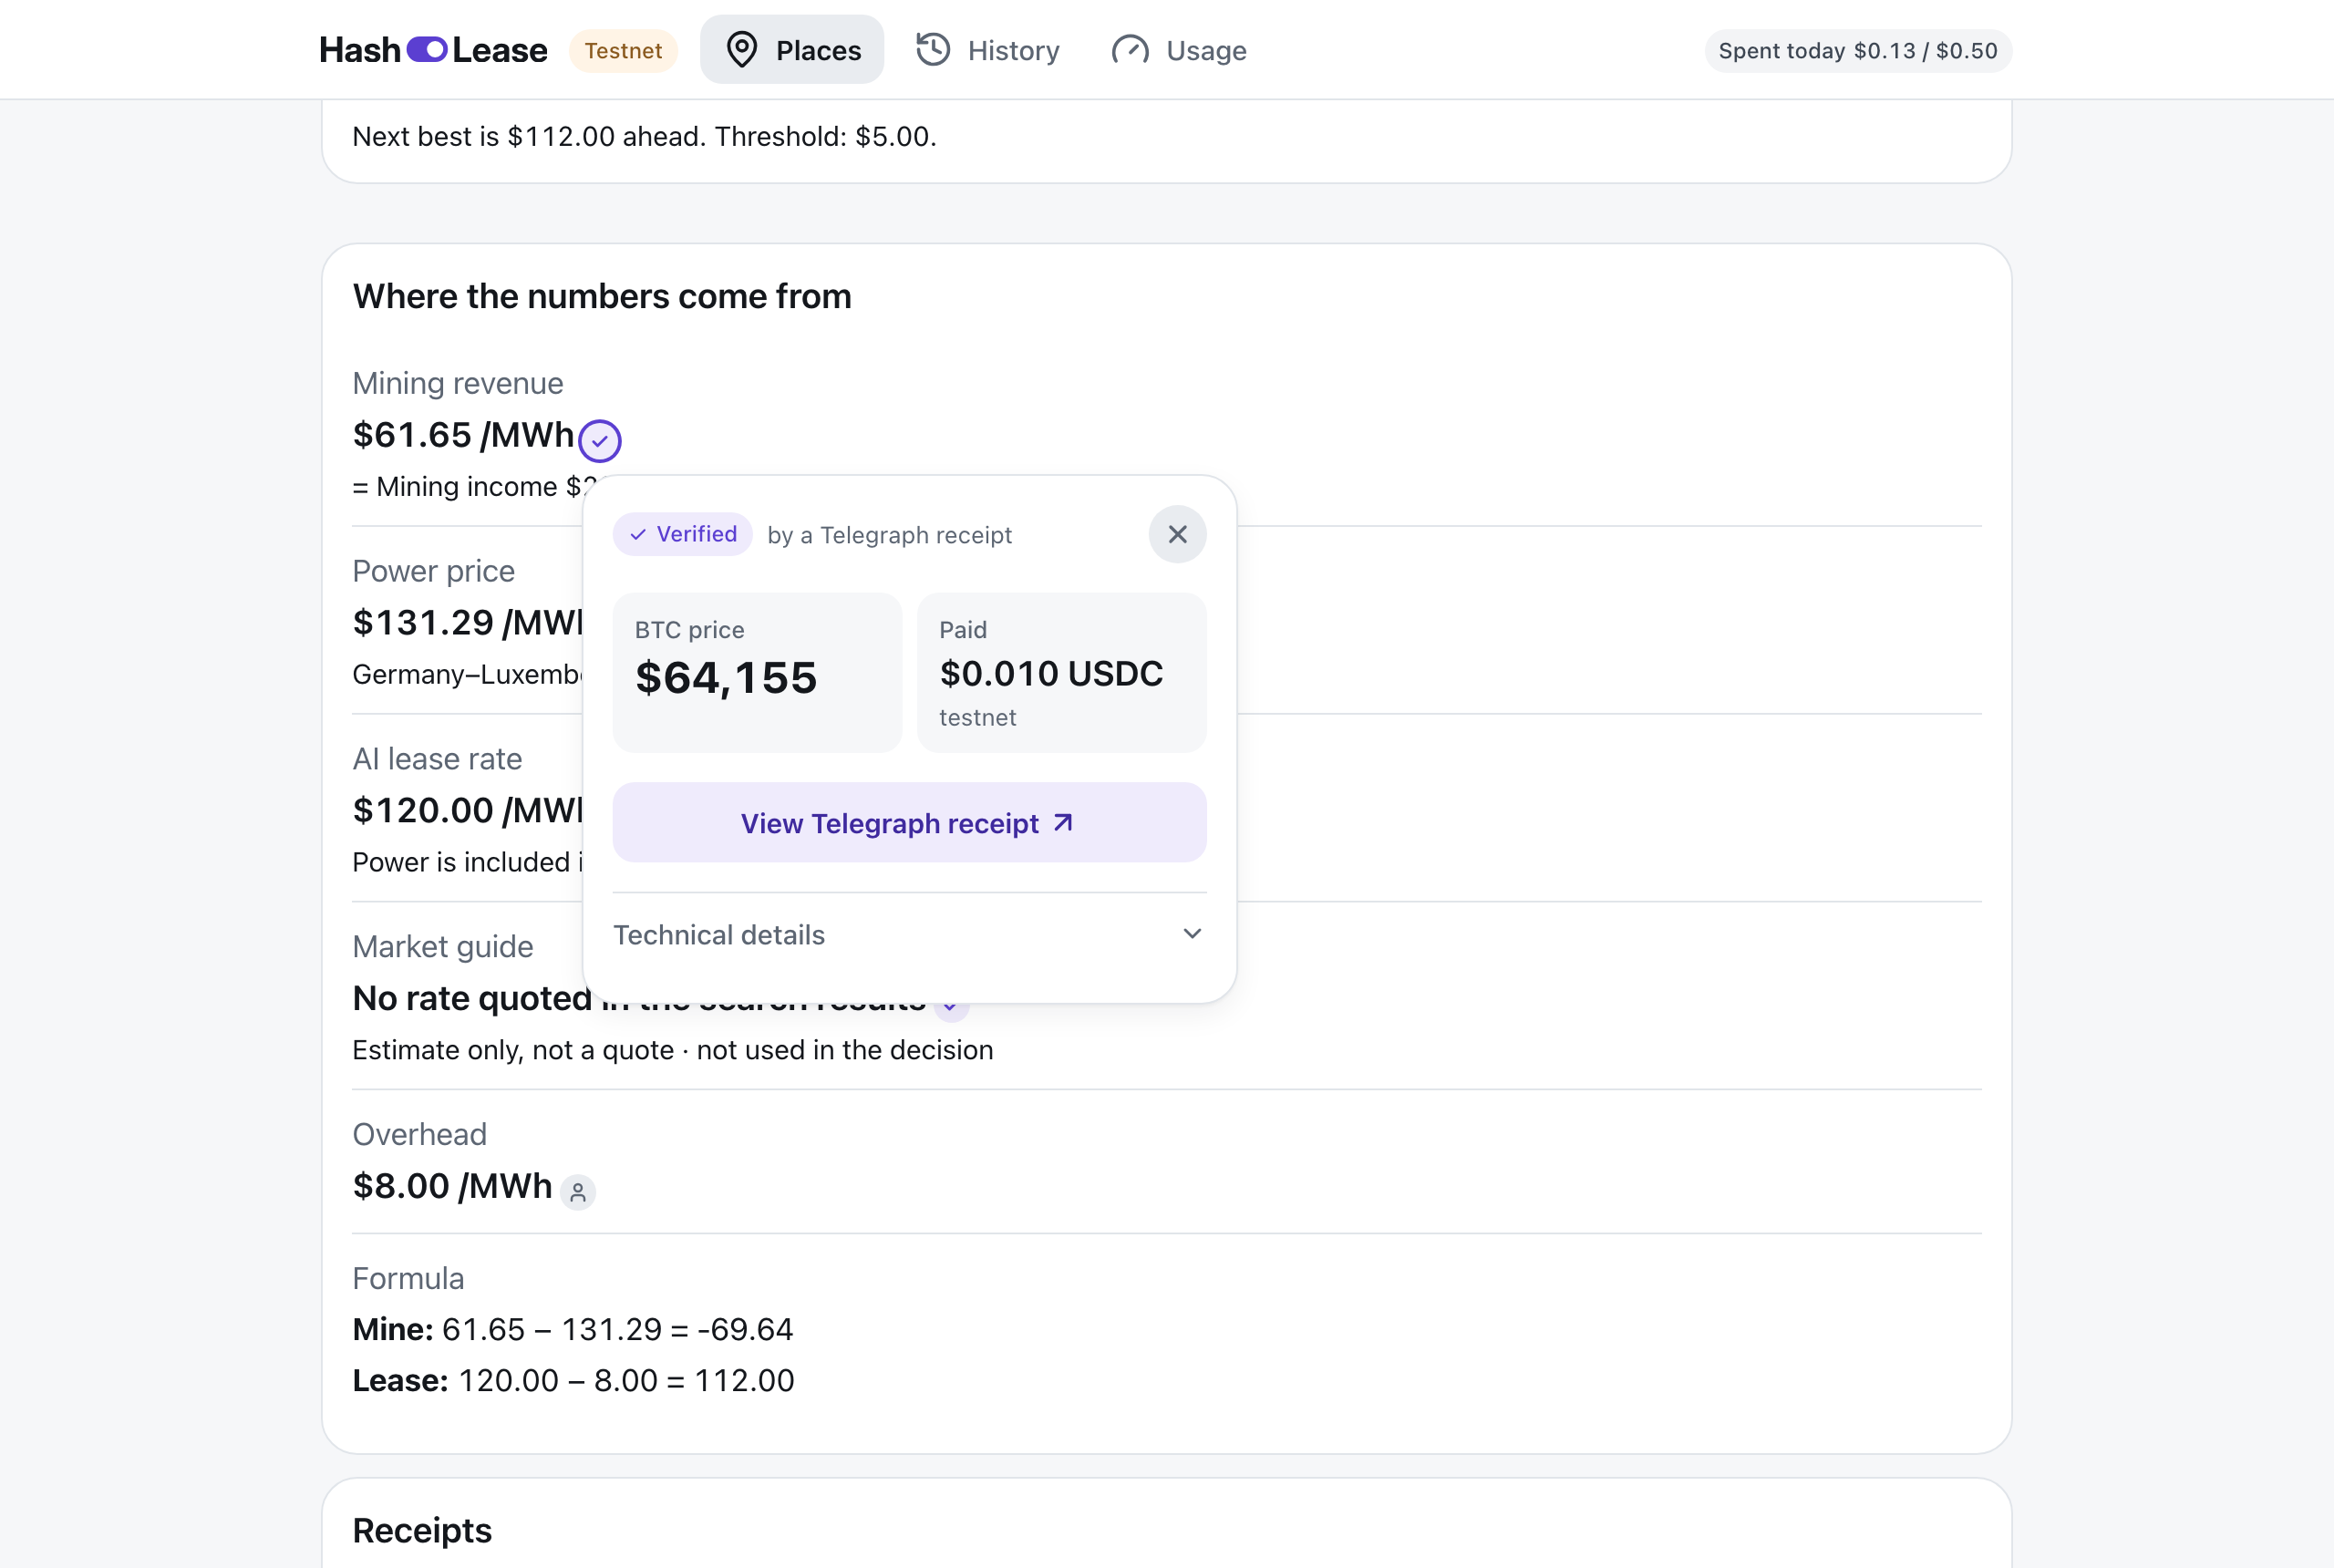 HashLease Testnet Places History Usage Spent today $0.13 / $0.50
Next best is $112.00 ahead. Threshold: $5.00.
Where the numbers come from
Mining revenue
$61.65 /MWh
= Mining income
Verified by a Telegraph receipt
BTC price
$64,155
Paid
$0.010 USDC
testnet
View Telegraph receipt
Technical details
Power price
$131.29
AI lease rate
$120.00
Power is included
Market guide
No rate quoted in the search results
Estimate only, not a quote · not used in the decision
Overhead
$8.00 /MWh
Formula
Mine: 61.65 – 131.29 = -69.64
Lease: 120.00 – 8.00 = 112.00
Receipts